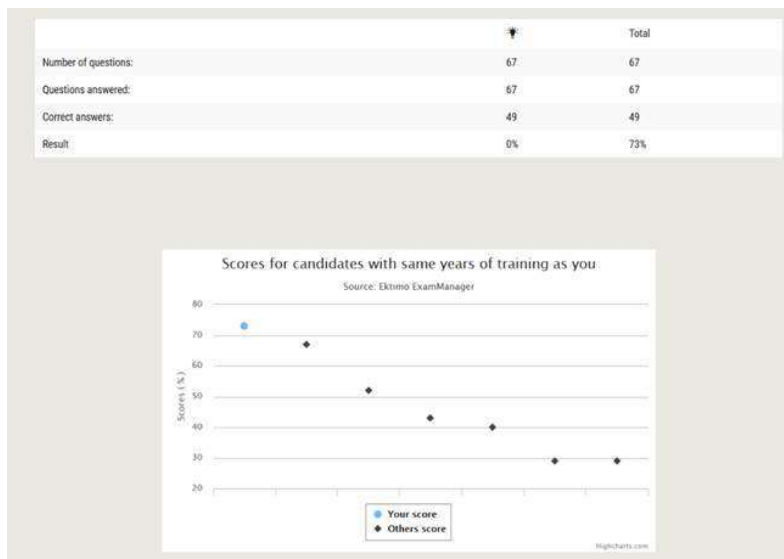 Total
Number of questions: 67 67
Questions answered: 67 67
Correct answers: 49 49
Result 0% 73%
Scores for candidates with same years of training as you
Source: Ektimo ExamManager
80
70
60
50
40
30
20
Scores (%)
Your score
Others score
Highcharts.com